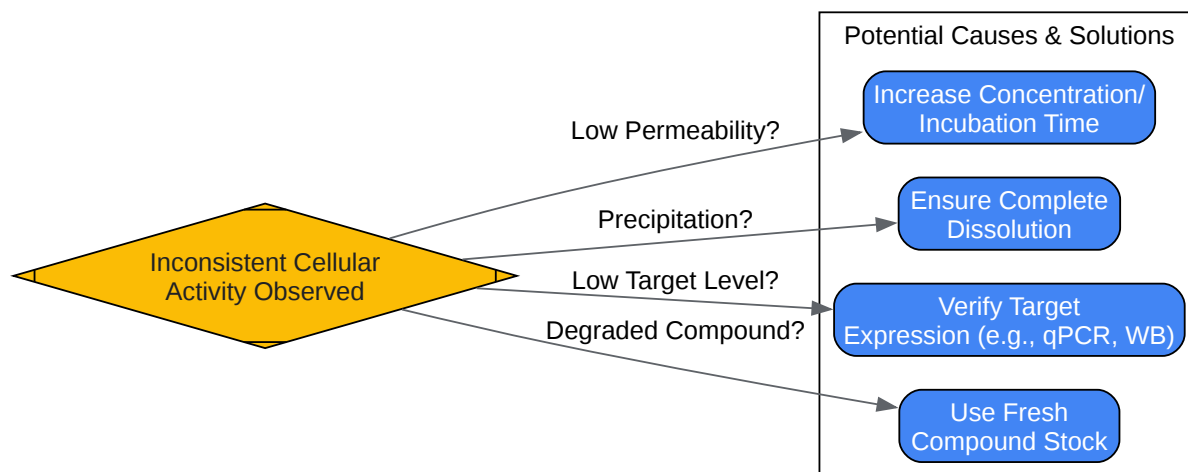 Potential Causes & Solutions
Increase Concentration/
Incubation Time
Low Permeability?
Ensure Complete
Dissolution
Precipitation?
Inconsistent Cellular
Activity Observed
Low Target Level?
Verify Target
Expression (e.g., qPCR, WB)
Degraded Compound?
Use Fresh
Compound Stock